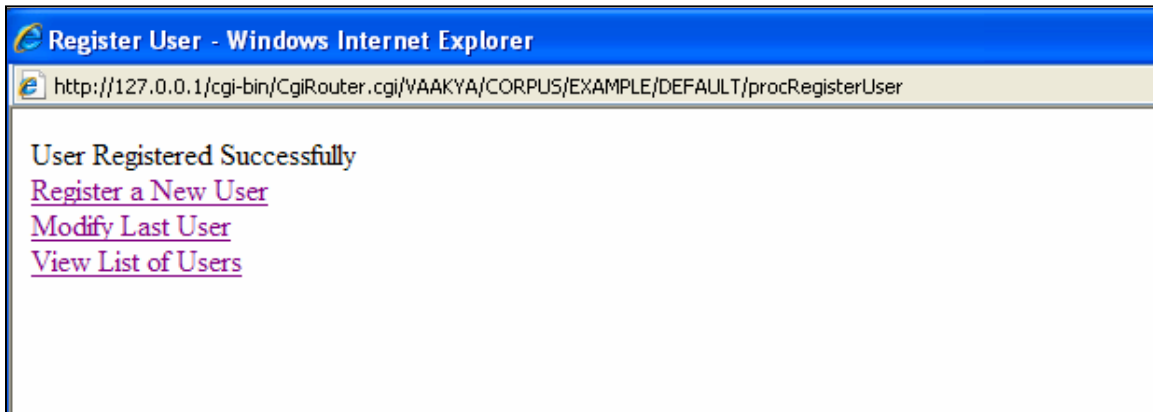 Register User - Windows Internet Explorer
http://127.0.0.1/cgi-bin/CgiRouter.cgi/VAAKYA/CORPUS/EXAMPLE/DEFAULT/procRegisterUser
User Registered Successfully
Register a New User
Modify Last User
View List of Users